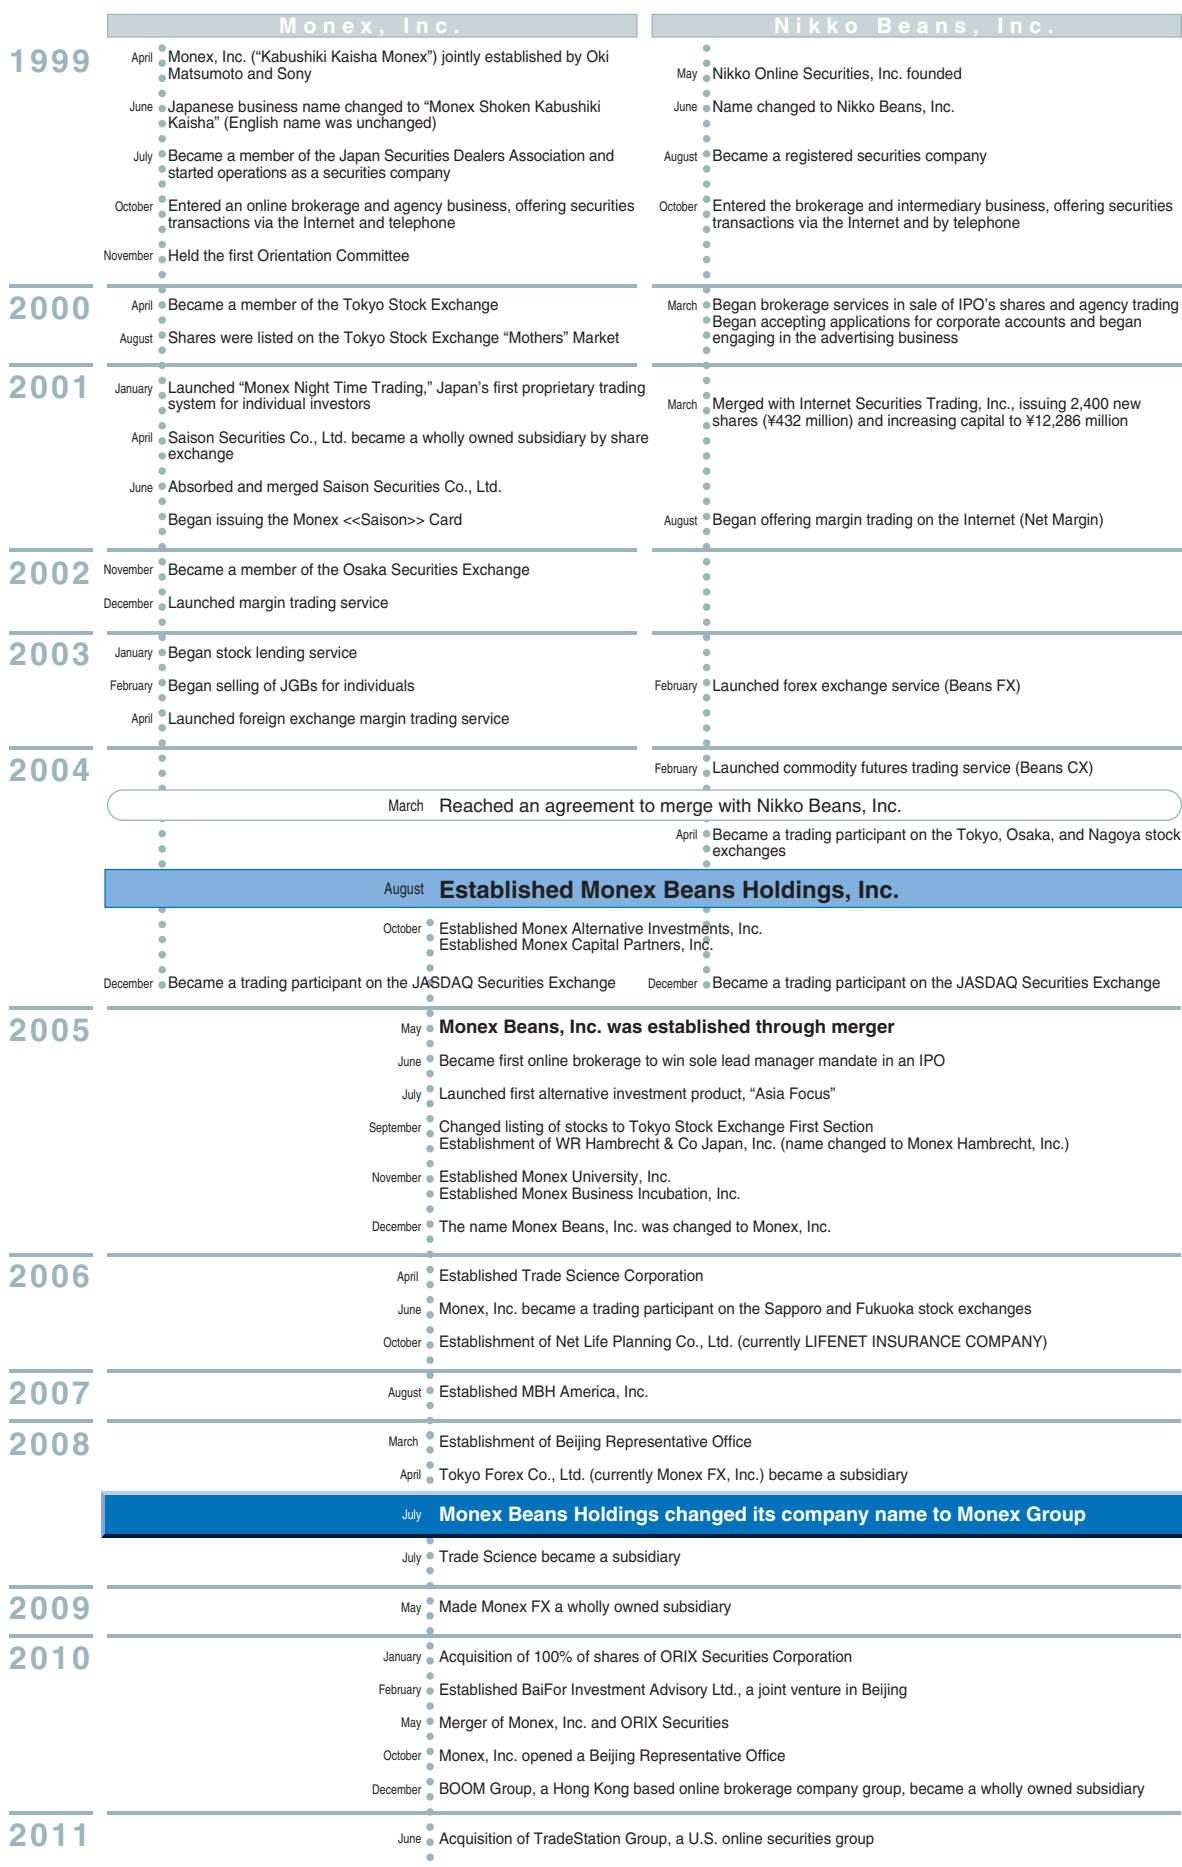 Monex, Inc.
Nikko Beans, Inc.
1999
April Monex, Inc. (“Kabushiki Kaisha Monex”) jointly established by Oki
Matsumoto and Sony
June Japanese business name changed to “Monex Shoken Kabushiki
Kaisha” (English name was unchanged)
July Became a member of the Japan Securities Dealers Association and
started operations as a securities company
October Entered an online brokerage and agency business, offering securities
transactions via the Internet and telephone
November Held the first Orientation Committee
May Nikko Online Securities, Inc. founded
June Name changed to Nikko Beans, Inc.
August Became a registered securities company
October Entered the brokerage and intermediary business, offering securities
transactions via the Internet and by telephone
2000
April Became a member of the Tokyo Stock Exchange
August Shares were listed on the Tokyo Stock Exchange “Mothers” Market
March Began brokerage services in sale of IPO’s shares and agency trading
Began accepting applications for corporate accounts and began
engaging in the advertising business
2001
January Launched “Monex Night Time Trading,” Japan’s first proprietary trading
system for individual investors
April Saison Securities Co., Ltd. became a wholly owned subsidiary by share
exchange
June Absorbed and merged Saison Securities Co., Ltd.
Began issuing the Monex <<Saison>> Card
March Merged with Internet Securities Trading, Inc., issuing 2,400 new
shares (¥432 million) and increasing capital to ¥12,286 million
August Began offering margin trading on the Internet (Net Margin)
2002
November Became a member of the Osaka Securities Exchange
December Launched margin trading service
2003
January Began stock lending service
February Began selling of JGBs for individuals
April Launched foreign exchange margin trading service
February Launched forex exchange service (Beans FX)
2004
February Launched commodity futures trading service (Beans CX)
March Reached an agreement to merge with Nikko Beans, Inc.
April Became a trading participant on the Tokyo, Osaka, and Nagoya stock
exchanges
August Established Monex Beans Holdings, Inc.
October Established Monex Alternative Investments, Inc.
Established Monex Capital Partners, Inc.
December Became a trading participant on the JASDAQ Securities Exchange
December Became a trading participant on the JASDAQ Securities Exchange
2005
May Monex Beans, Inc. was established through merger
June Became first online brokerage to win sole lead manager mandate in an IPO
July Launched first alternative investment product, “Asia Focus”
September Changed listing of stocks to Tokyo Stock Exchange First Section
Establishment of WR Hambrecht & Co Japan, Inc. (name changed to Monex Hambrecht, Inc.)
November Established Monex University, Inc.
Established Monex Business Incubation, Inc.
December The name Monex Beans, Inc. was changed to Monex, Inc.
2006
April Established Trade Science Corporation
June Monex, Inc. became a trading participant on the Sapporo and Fukuoka stock exchanges
October Establishment of Net Life Planning Co., Ltd. (currently LIFENET INSURANCE COMPANY)
2007
August Established MBH America, Inc.
2008
March Establishment of Beijing Representative Office
April Tokyo Forex Co., Ltd. (currently Monex FX, Inc.) became a subsidiary
July Monex Beans Holdings changed its company name to Monex Group
July Trade Science became a subsidiary
2009
May Made Monex FX a wholly owned subsidiary
2010
January Acquisition of 100% of shares of ORIX Securities Corporation
February Established BaiFor Investment Advisory Ltd., a joint venture in Beijing
May Merger of Monex, Inc. and ORIX Securities
October Monex, Inc. opened a Beijing Representative Office
December BOOM Group, a Hong Kong based online brokerage company group, became a wholly owned subsidiary
2011
June Acquisition of TradeStation Group, a U.S. online securities group